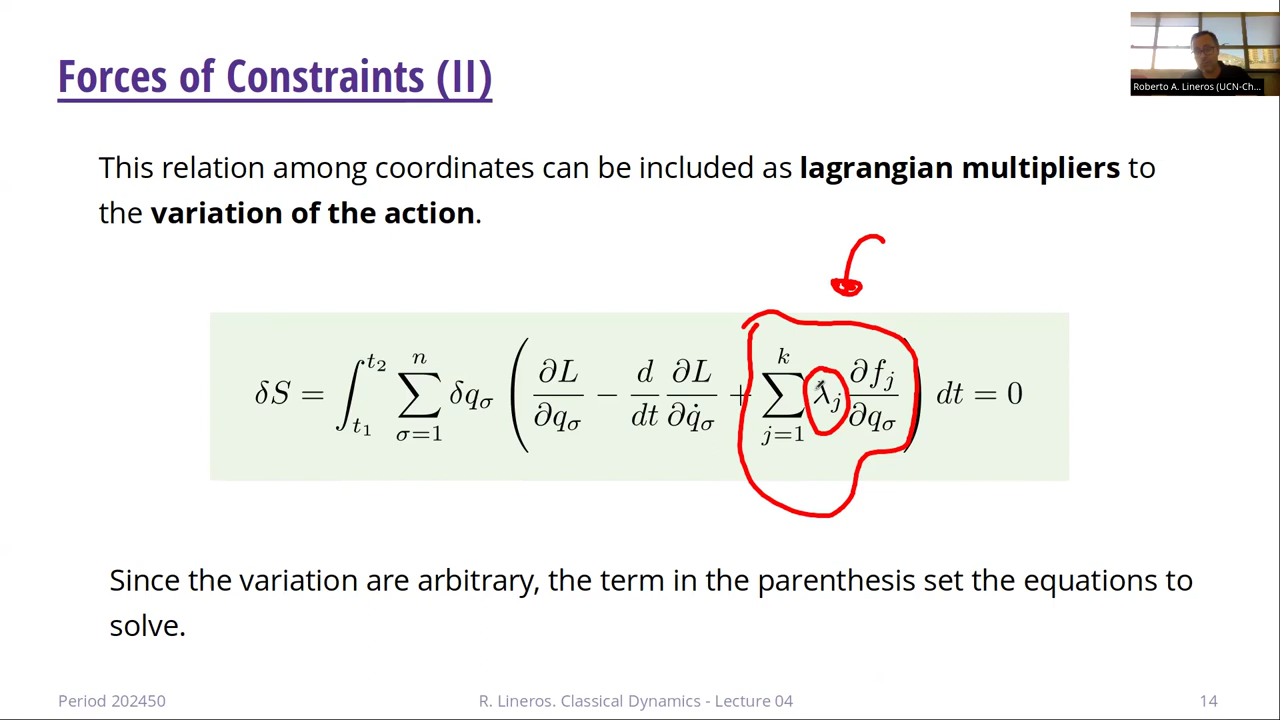 Forces of Constraints (II)
Roberto A. Lineros (UCN-Ch...
This relation among coordinates can be included as lagrangian multipliers to
the variation of the action.
δS = ∫_{t_1}^{t_2} ∑_{σ=1}^{n} δq_σ ( ∂L/∂q_σ − d/dt ∂L/∂q̇_σ + ∑_{j=1}^{k} λ_j ∂f_j/∂q_σ ) dt = 0
Since the variation are arbitrary, the term in the parenthesis set the equations to
solve.
Period 202450
R. Lineros. Classical Dynamics - Lecture 04
14